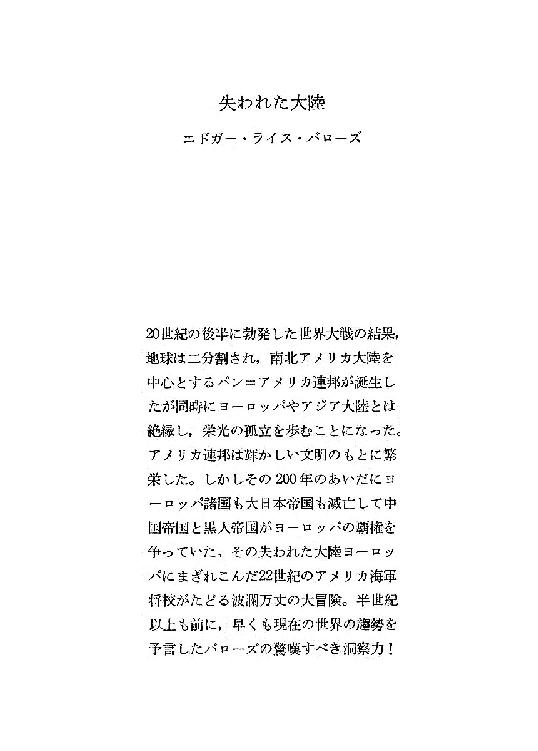 失われた大陸
エドガー・ライス・バローズ
20世紀の後半に勃発した世界大戦の結果,
地球は二分割され，南北アメリカ大陸を
中心とするパン＝アメリカ連邦が誕生し
たが同時にヨーロッパやアジア大陸とは
絶縁し，栄光の孤立を歩むことになった。
アメリカ連邦は輝かしい文明のもとに繁
栄した。しかしその 200 年のあいだにヨ
ーロッパ諸国も大日本帝国も滅亡して中
国帝国と黒人帝国がヨーロッパの覇権を
争っていた。その失われた大陸ヨーロッ
パにまぎれこんだ22世紀のアメリカ海軍
将校がたどる波瀾万丈の大冒険。半世紀
以上も前に，早くも現在の世界の趨勢を
予言したバローズの驚嘆すべき洞察力！